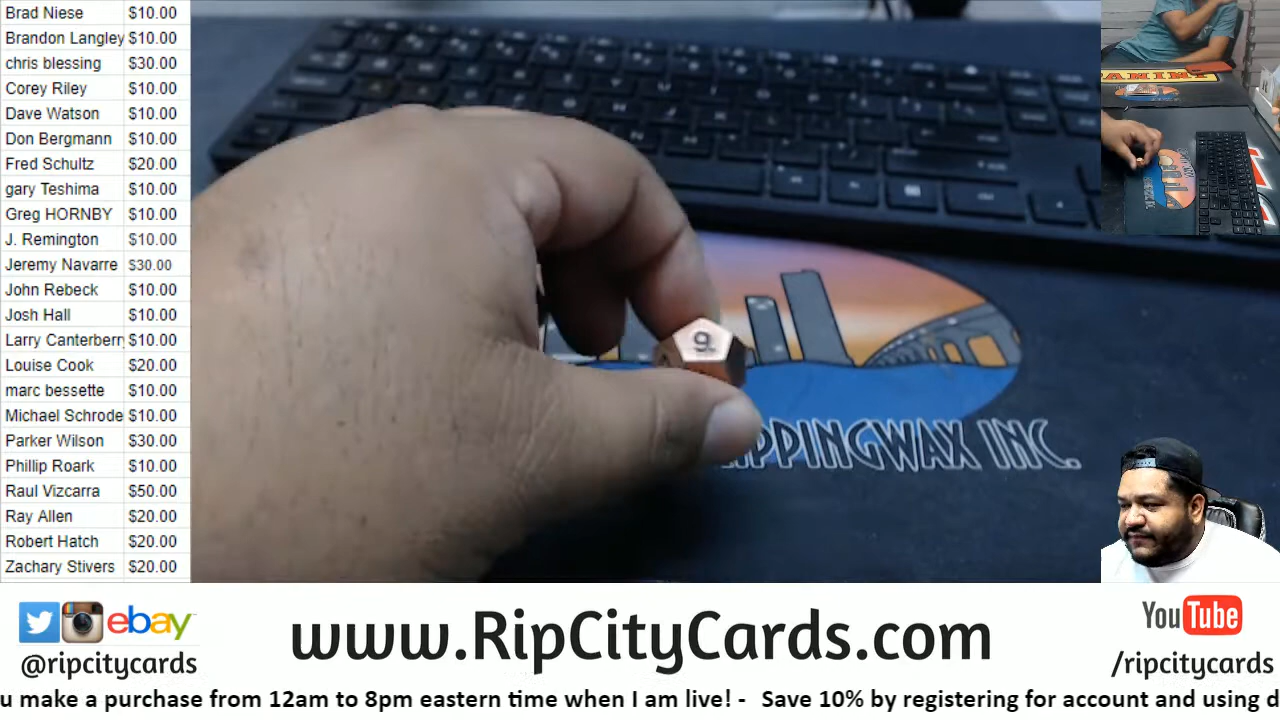 Brad Niese $10.00
Brandon Langley $10.00
chris blessing $30.00
Corey Riley $10.00
Dave Watson $10.00
Don Bergmann $10.00
Fred Schultz $20.00
gary Teshima $10.00
Greg HORNBY $10.00
J. Remington $10.00
Jeremy Navarre $30.00
John Rebeck $10.00
Josh Hall $10.00
Larry Canterberr $10.00
Louise Cook $20.00
marc bessette $10.00
Michael Schrode $10.00
Parker Wilson $30.00
Phillip Roark $10.00
Raul Vizcarra $50.00
Ray Allen $20.00
Robert Hatch $20.00
Zachary Stivers $20.00
9.
IPPINGWAX INC.
PANINI
ebay
@ripcitycards
www.RipCityCards.com
YouTube
/ripcitycards
u make a purchase from 12am to 8pm eastern time when I am live! - Save 10% by registering for account and using d